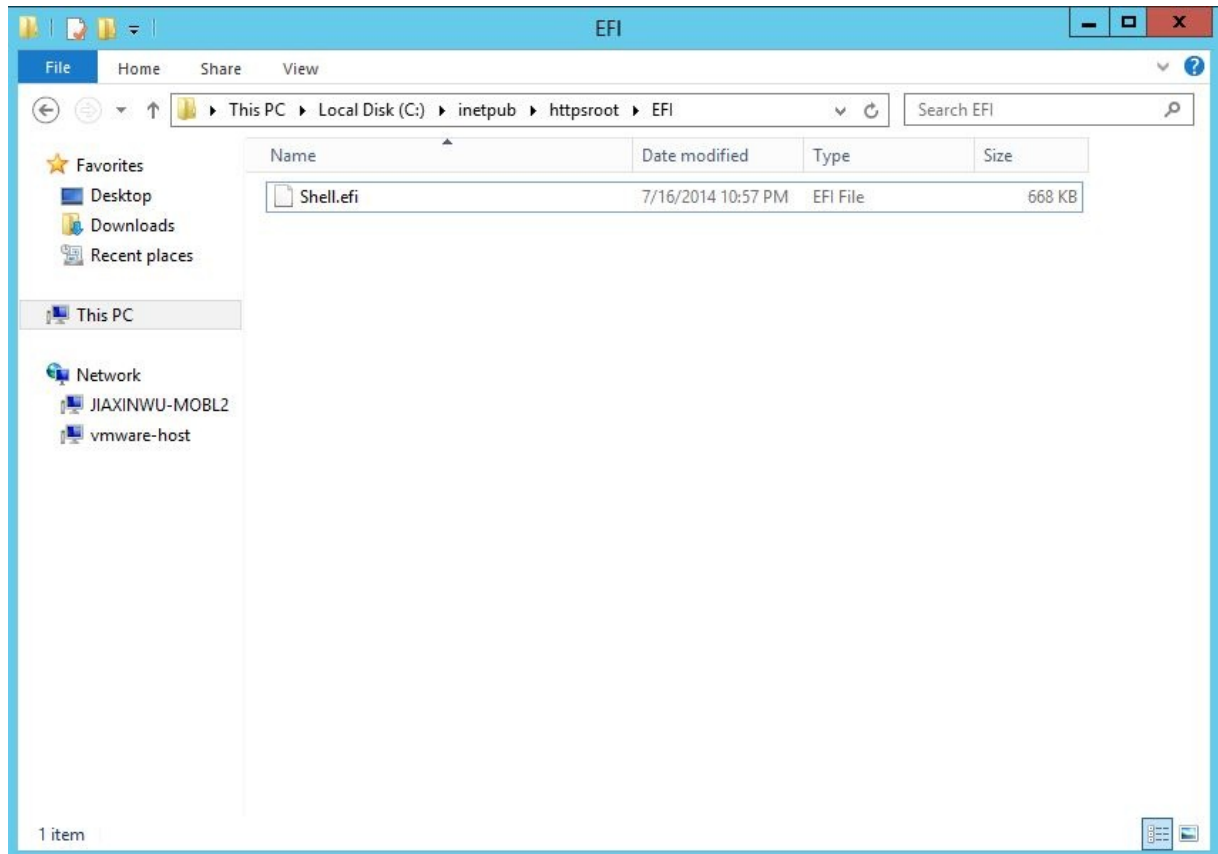 EFI
File Home Share View
This PC Local Disk (C:) inetpub httpsroot EFI Search EFI
Name Date modified Type Size
Shell.efi 7/16/2014 10:57 PM EFI File 668 KB
Favorites
Desktop
Downloads
Recent places
This PC
Network
JIAXINWU-MOBL2
vmware-host
1 item